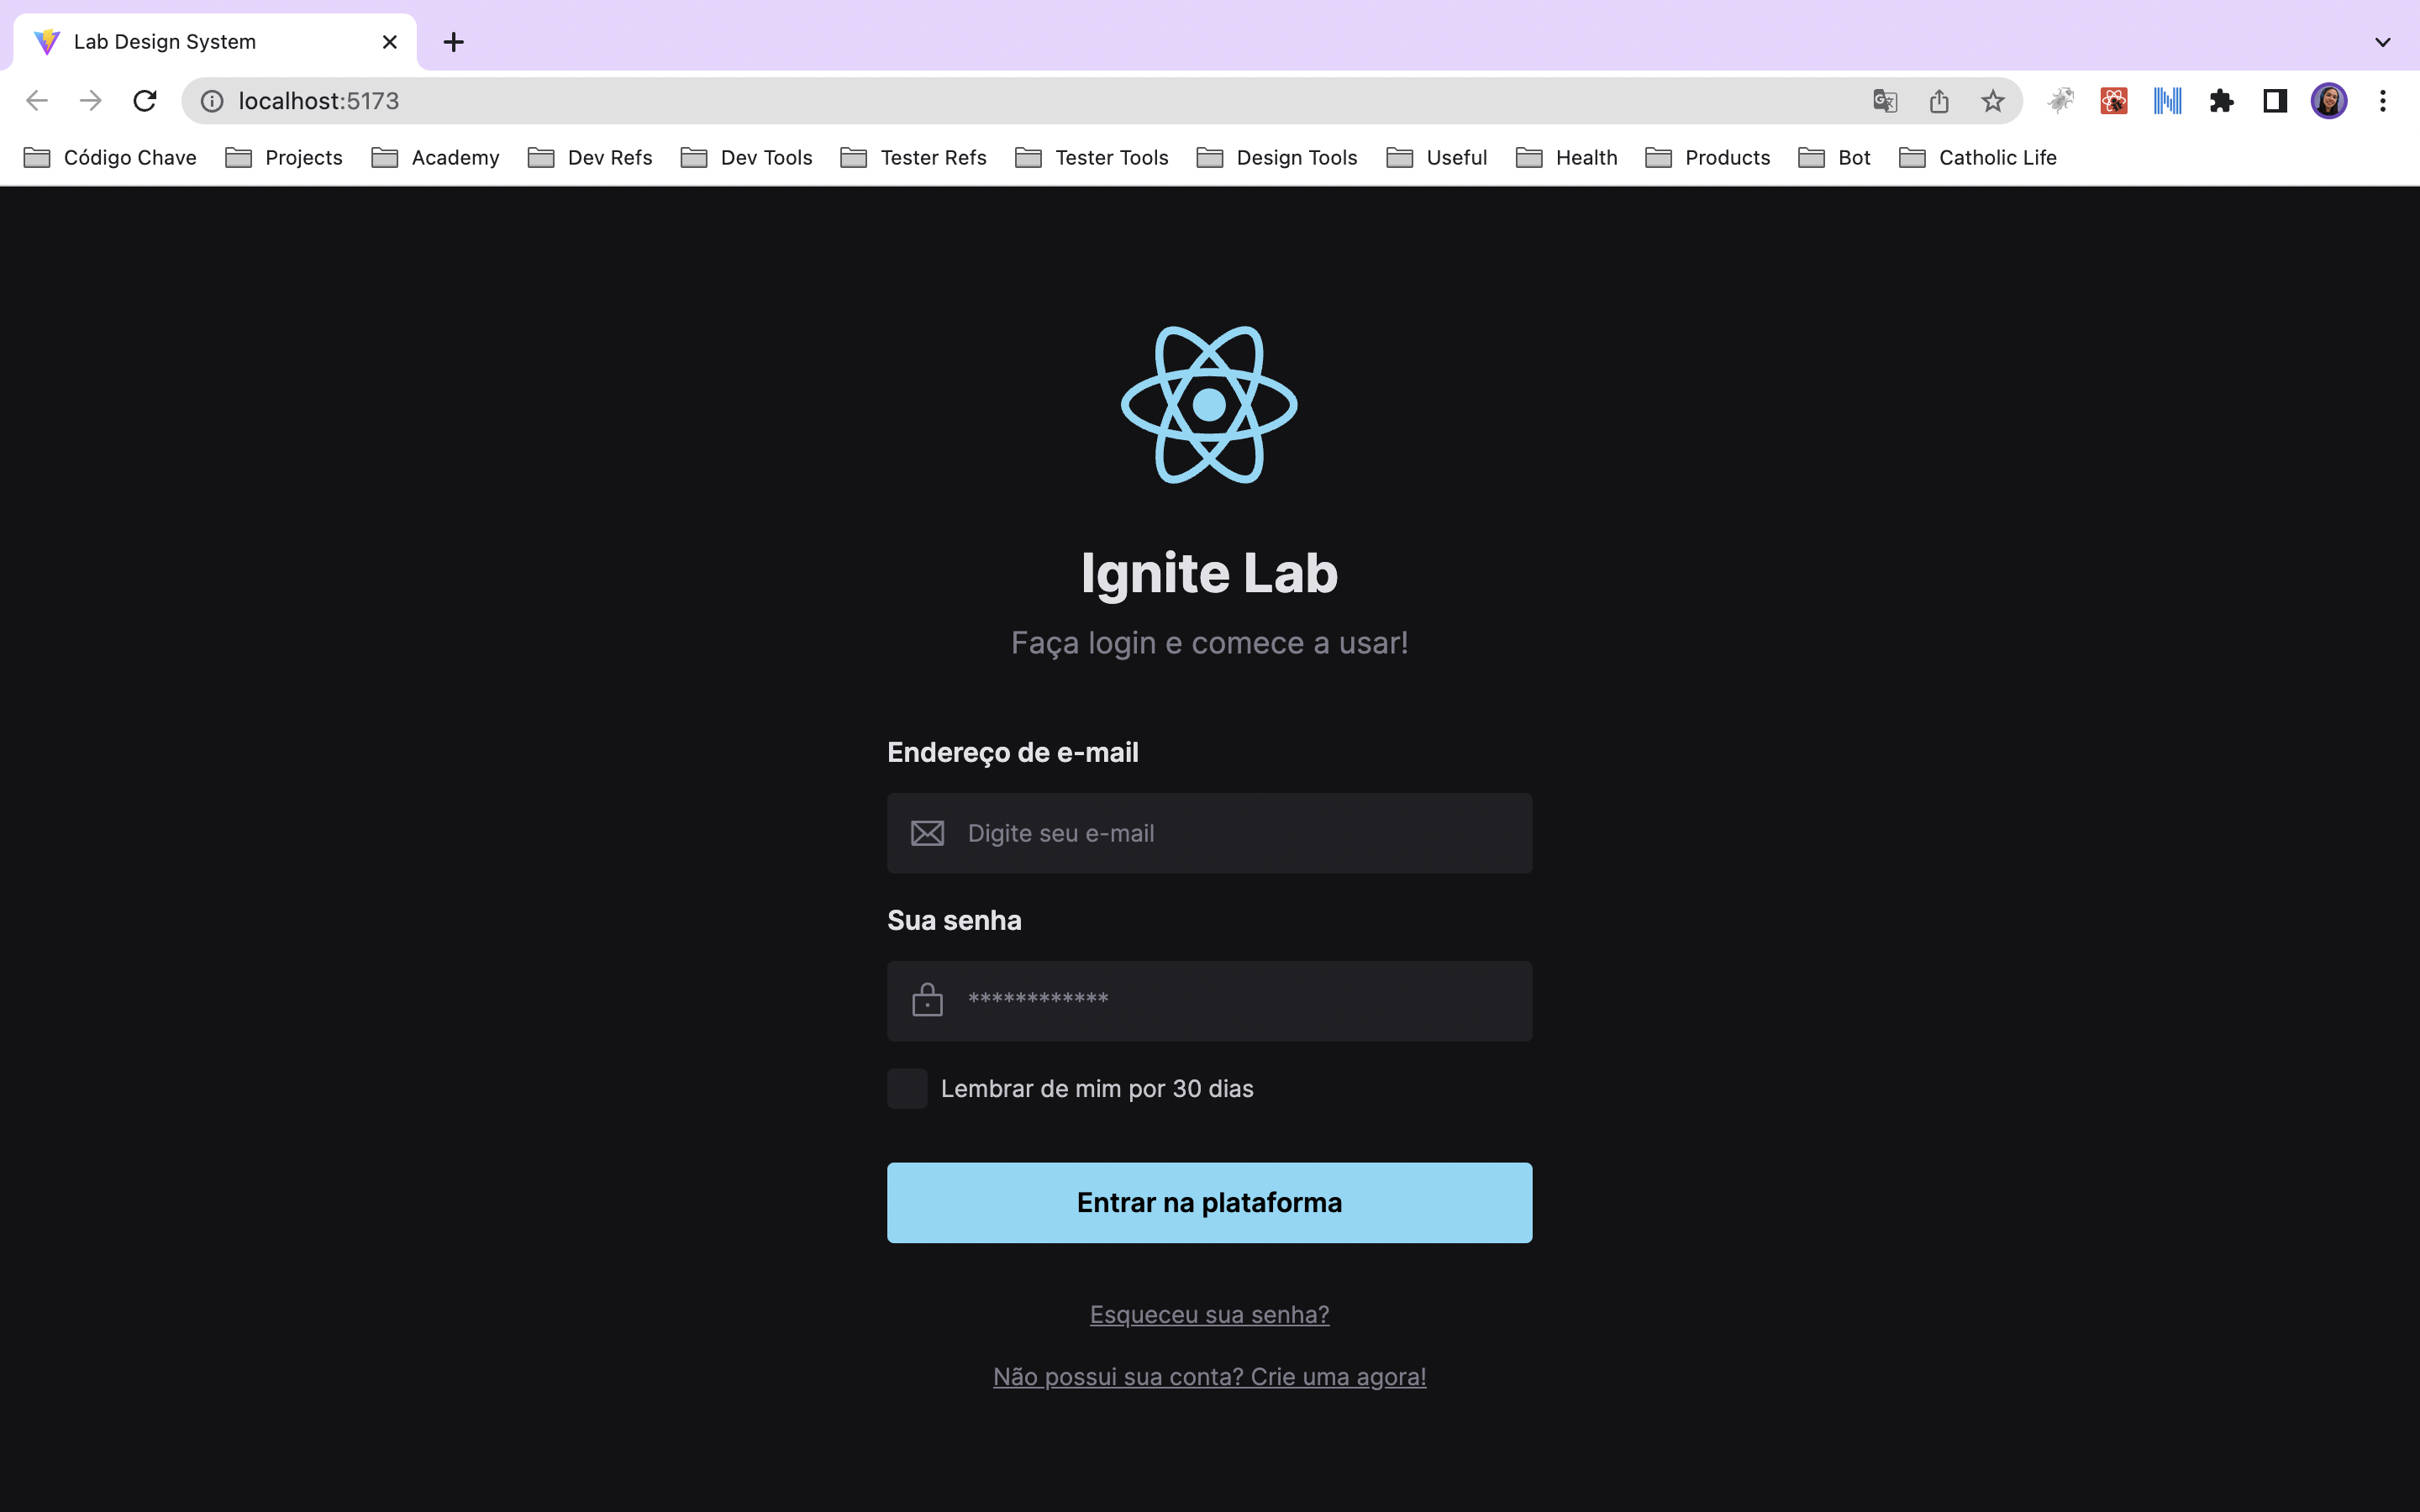 Lab Design System
localhost:5173
Código Chave Projects Academy Dev Refs Dev Tools Tester Refs Tester Tools Design Tools Useful Health Products Bot Catholic Life
Ignite Lab
Faça login e comece a usar!
Endereço de e-mail
Digite seu e-mail
Sua senha
************
Lembrar de mim por 30 dias
Entrar na plataforma
Esqueceu sua senha?
Não possui sua conta? Crie uma agora!